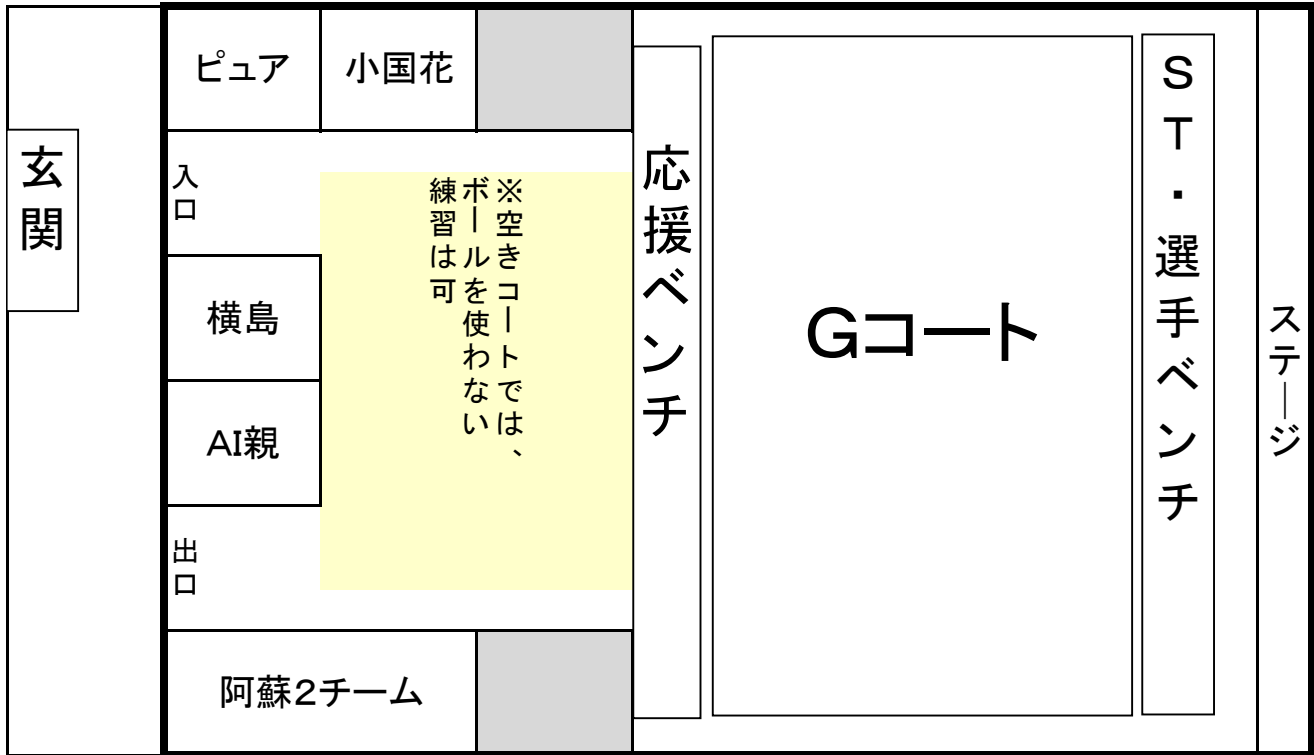 玄関
ピュア
小国花
入口
横島
AI親
出口
阿蘇2チーム
※空きコートでは、
ボールを使わない
練習は可
応援ベンチ
Gコート
ST・選手ベンチ
ステージ